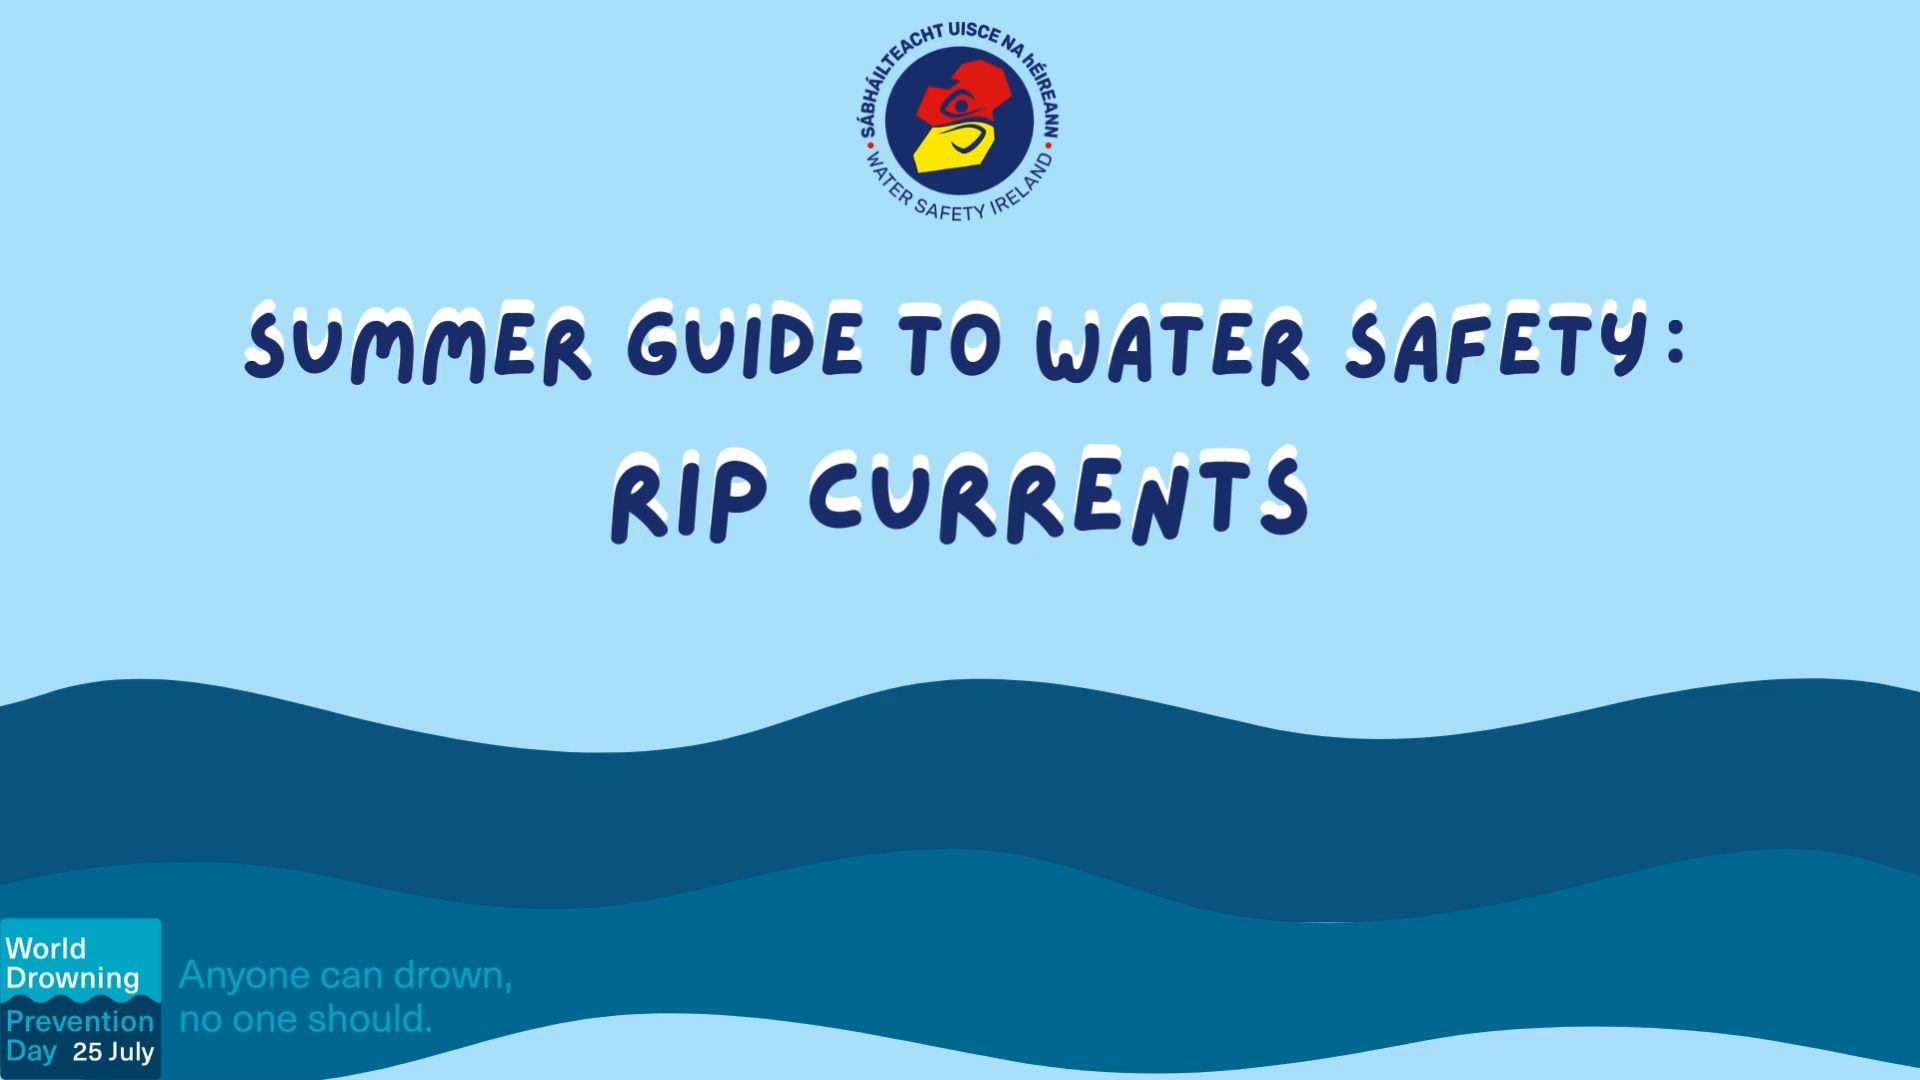 SÁBHÁILTEACHT UISCE NA hÉIREANN
WATER SAFETY IRELAND
SUMMER GUIDE TO WATER SAFETY:
RIP CURRENTS
World
Drowning
Prevention
Day 25 July
Anyone can drown,
no one should.